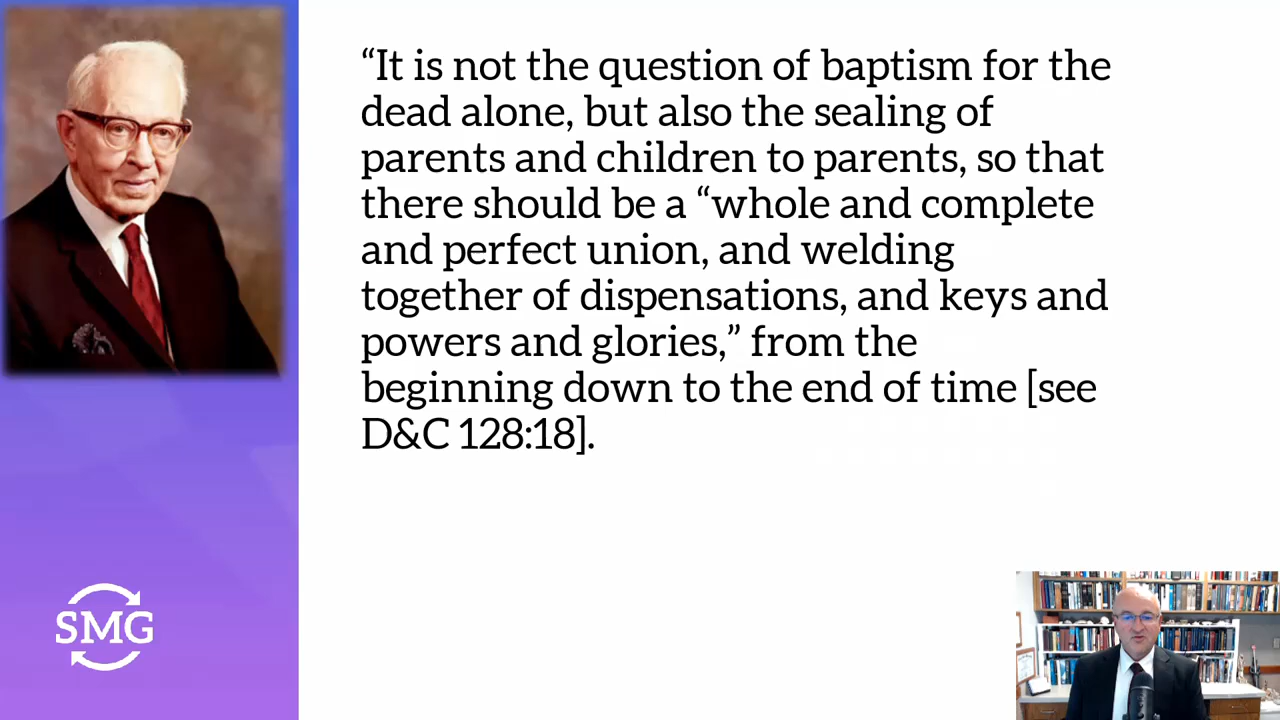 “It is not the question of baptism for the
dead alone, but also the sealing of
parents and children to parents, so that
there should be a “whole and complete
and perfect union, and welding
together of dispensations, and keys and
powers and glories,” from the
beginning down to the end of time [see
D&C 128:18].
SMG